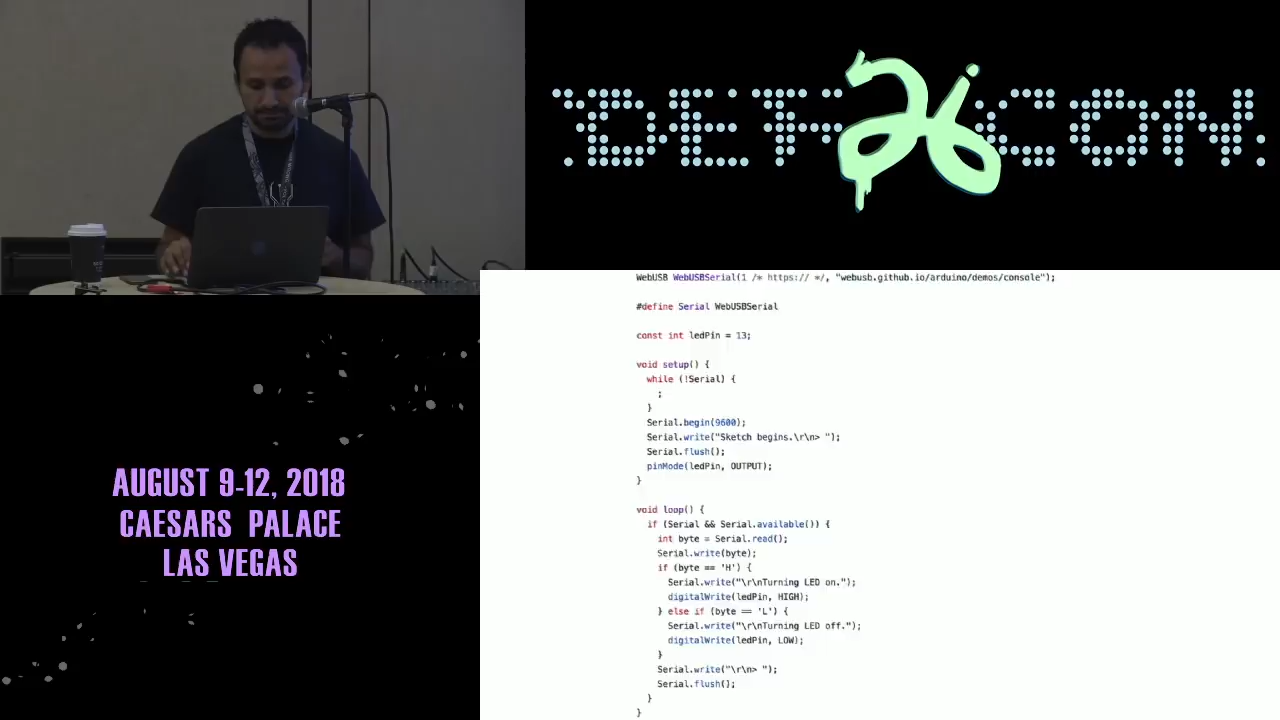 DEF 26 CON
WebUSB WebUSBSerial(1 /* https:// */, "webusb.github.io/arduino/demos/console");
#define Serial WebUSBSerial
const int ledPin = 13;
void setup() {
while (!Serial) {
;
}
Serial.begin(9600);
Serial.write("Sketch begins.\r\n> ");
Serial.flush();
pinMode(ledPin, OUTPUT);
}
void loop() {
if (Serial && Serial.available()) {
int byte = Serial.read();
Serial.write(byte);
if (byte == 'H') {
Serial.write("\r\nTurning LED on.");
digitalWrite(ledPin, HIGH);
} else if (byte == 'L') {
Serial.write("\r\nTurning LED off.");
digitalWrite(ledPin, LOW);
}
Serial.write("\r\n> ");
Serial.flush();
}
}
AUGUST 9-12, 2018
CAESARS PALACE
LAS VEGAS